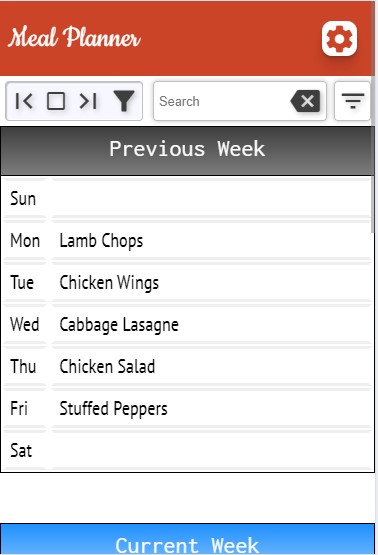 Meal Planner
Search
Previous Week
Sun
Mon Lamb Chops
Tue Chicken Wings
Wed Cabbage Lasagne
Thu Chicken Salad
Fri Stuffed Peppers
Sat
Current Week